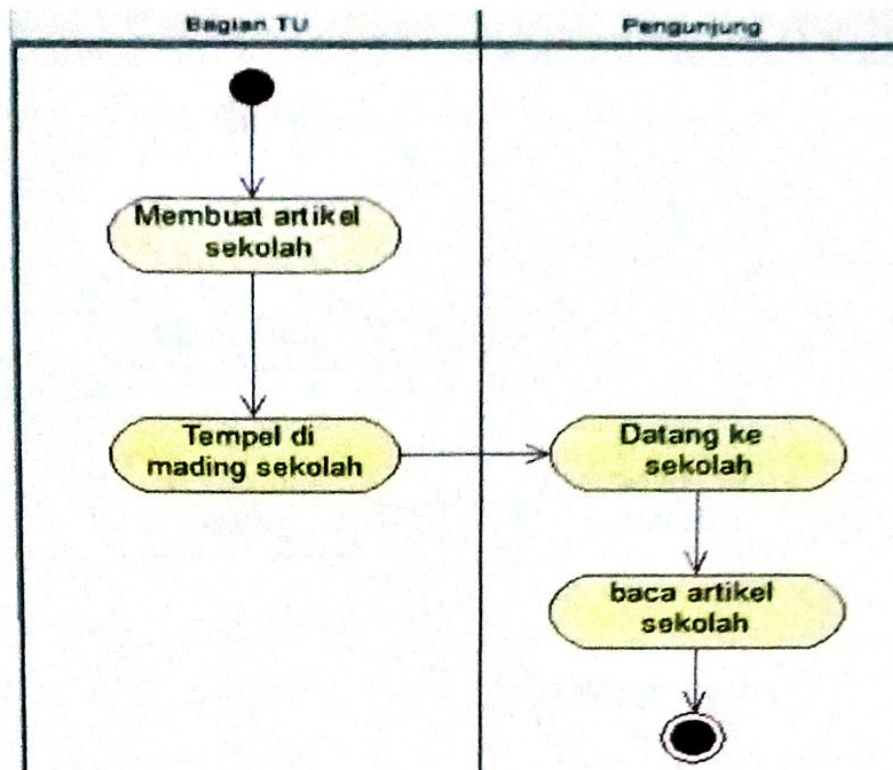 Bagian TU
Pengunjung
Membuat artikel
sekolah
Tempel di
mading sekolah
Datang ke
sekolah
baca artikel
sekolah